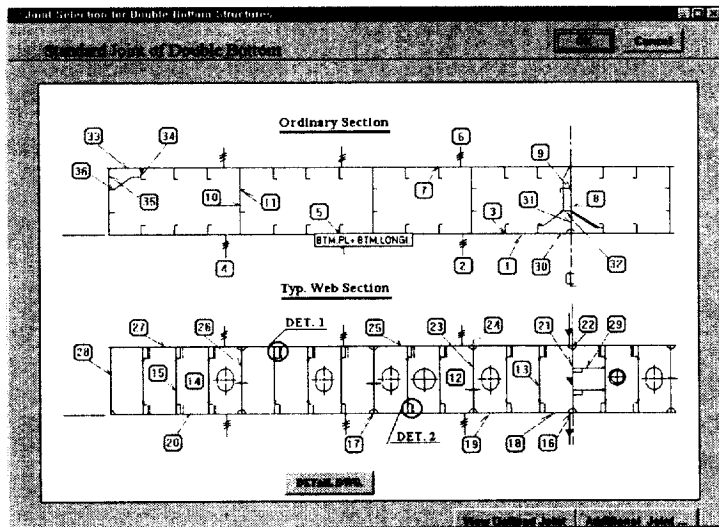 Joint Selection for Double Bottom Structures
Standard Joint of Double Bottom
OK Cancel
Ordinary Section
33 34 6
9
36 35 10 11 7 31 8
5 3
BTM.PL+ BTM.LONGI
4 2 1 30 32
Typ. Web Section
DET. 1
27 26 25 23 24 21 22 29
28 15 14 12 13
20 17 19 18 16
DET. 2
DETAIL DWG.
View Defined Joint Additional Joint